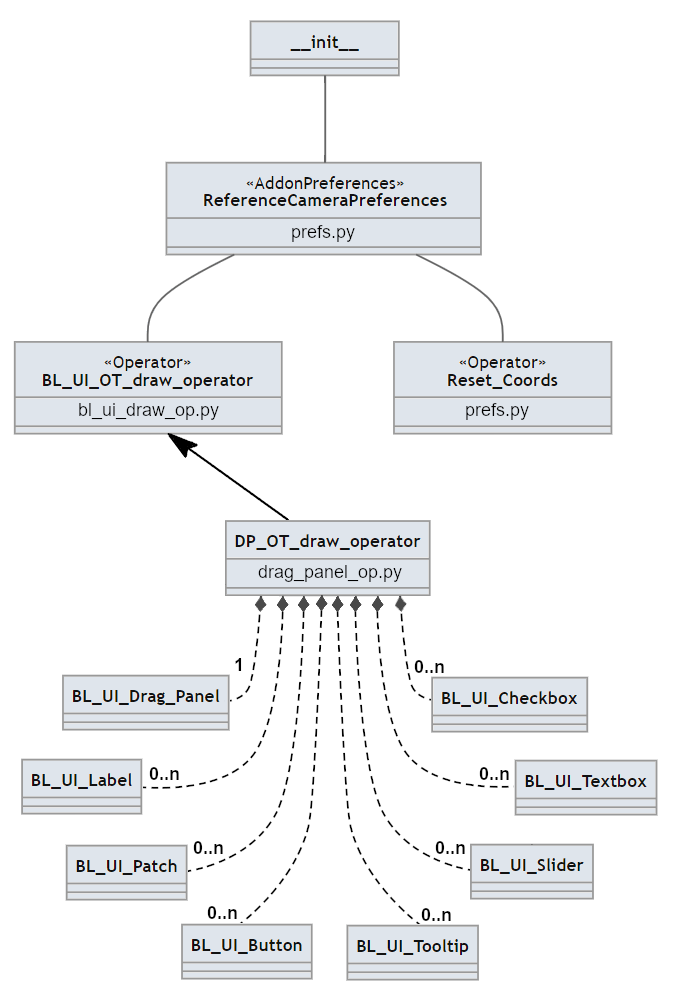 __init__
«AddonPreferences»
ReferenceCameraPreferences
prefs.py
«Operator»
BL_UI_OT_draw_operator
bl_ui_draw_op.py
«Operator»
Reset_Coords
prefs.py
DP_OT_draw_operator
drag_panel_op.py
1
BL_UI_Drag_Panel
0..n
BL_UI_Checkbox
0..n
BL_UI_Label
0..n
BL_UI_Textbox
0..n
BL_UI_Patch
0..n
BL_UI_Slider
0..n
BL_UI_Button
0..n
BL_UI_Tooltip